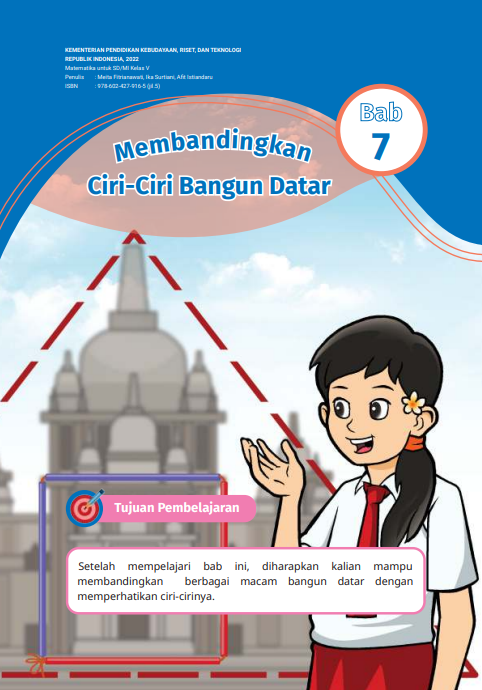 KEMENTERIAN PENDIDIKAN KEBUDAYAAN, RISET, DAN TEKNOLOGI
REPUBLIK INDONESIA, 2022
Matematika untuk SD/MI Kelas V
Penulis : Meita Fitrianawati, Ika Surtiani, Afit Istiandaru
ISBN : 978-602-427-916-5 (jil.5)
Bab
7
Membandingkan
Ciri-Ciri Bangun Datar
Tujuan Pembelajaran
Setelah mempelajari bab ini, diharapkan kalian mampu
membandingkan berbagai macam bangun datar dengan
memperhatikan ciri-cirinya.